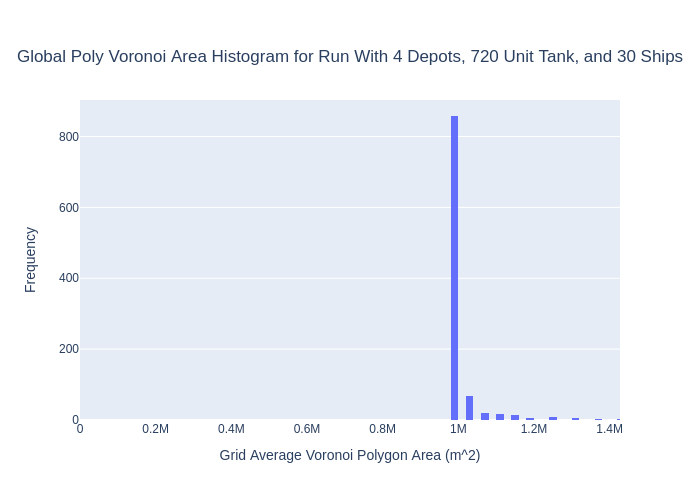 Global Poly Voronoi Area Histogram for Run With 4 Depots, 720 Unit Tank, and 30 Ships
800
600
400
200
0
Frequency
0 0.2M 0.4M 0.6M 0.8M 1M 1.2M 1.4M
Grid Average Voronoi Polygon Area (m^2)